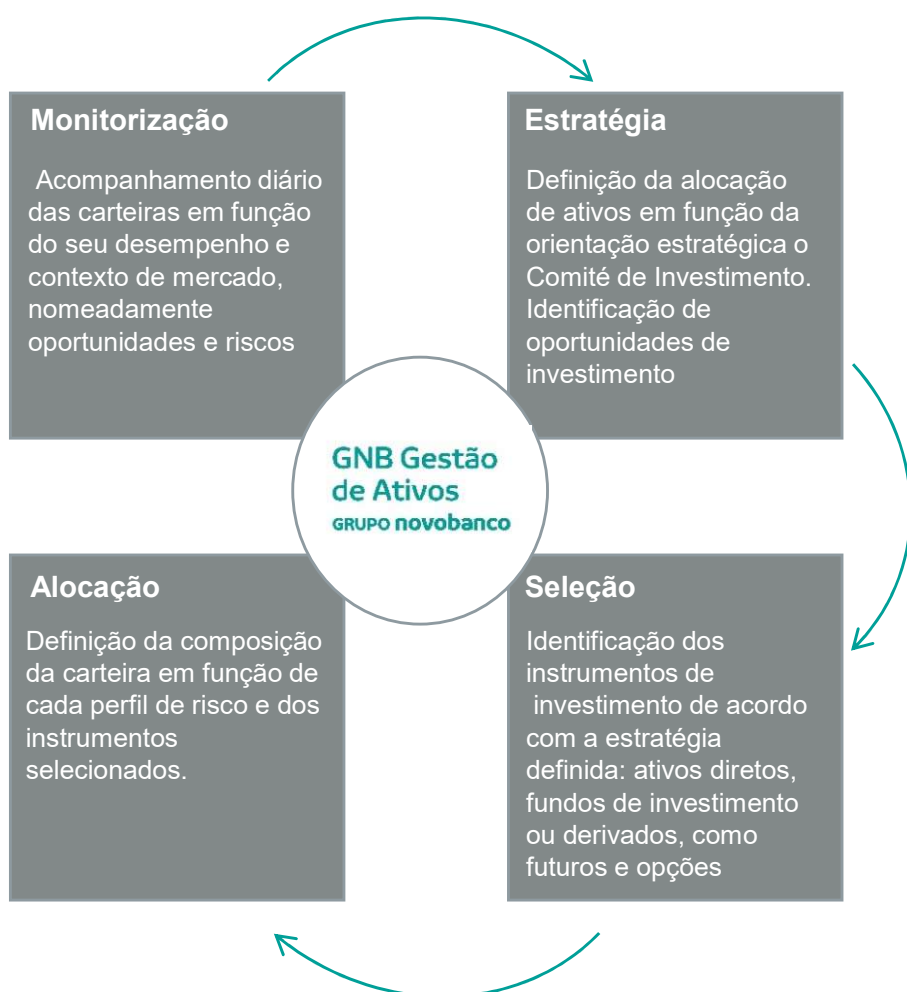 Monitorização
Acompanhamento diário
das carteiras em função
do seu desempenho e
contexto de mercado,
nomeadamente
oportunidades e riscos
Estratégia
Definição da alocação
de ativos em função da
orientação estratégica o
Comité de Investimento.
Identificação de
oportunidades de
investimento
GNB Gestão
de Ativos
GRUPO novobanco
Alocação
Definição da composição
da carteira em função de
cada perfil de risco e dos
instrumentos
selecionados.
Seleção
Identificação dos
instrumentos de
investimento de acordo
com a estratégia
definida: ativos diretos,
fundos de investimento
ou derivados, como
futuros e opções